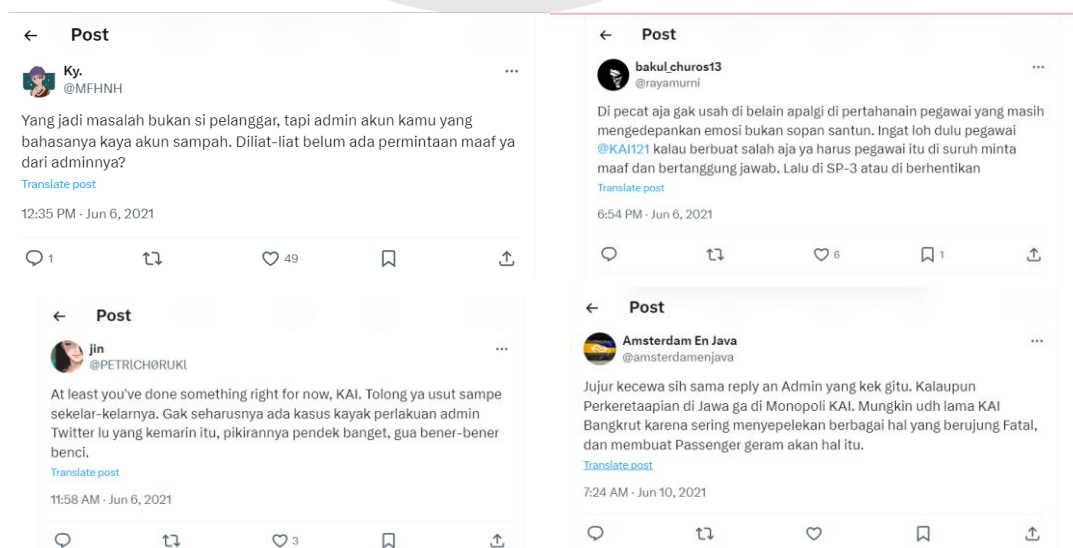 Post
Ky.
@MFHNH
Yang jadi masalah bukan si pelanggar, tapi admin akun kamu yang
bahasanya kaya akun sampah. Diliat-liat belum ada permintaan maaf ya
dari adminnya?
Translate post
12:35 PM · Jun 6, 2021
1
49
Post
bakul_churos13
@rayamurni
Di pecat aja gak usah di belain apalgi di pertahanain pegawai yang masih
mengedepankan emosi bukan sopan santun. Ingat loh dulu pegawai
@KAI121 kalau berbuat salah aja ya harus pegawai itu di suruh minta
maaf dan bertanggung jawab. Lalu di SP-3 atau di berhentikan
Translate post
6:54 PM · Jun 6, 2021
6
1
Post
jin
@PETRlCHØRUKl
At least you've done something right for now, KAI. Tolong ya usut sampe
sekelar-kelarnya. Gak seharusnya ada kasus kayak perlakuan admin
Twitter lu yang kemarin itu, pikirannya pendek banget, gua bener-bener
benci.
Translate post
11:58 AM · Jun 6, 2021
3
Post
Amsterdam En Java
@amsterdamenjava
Jujur kecewa sih sama reply an Admin yang kek gitu. Kalaupun
Perkeretaapian di Jawa ga di Monopoli KAI. Mungkin udh lama KAI
Bangkrut karena sering menyepelekan berbagai hal yang berujung Fatal,
dan membuat Passenger geram akan hal itu.
Translate post
7:24 AM · Jun 10, 2021